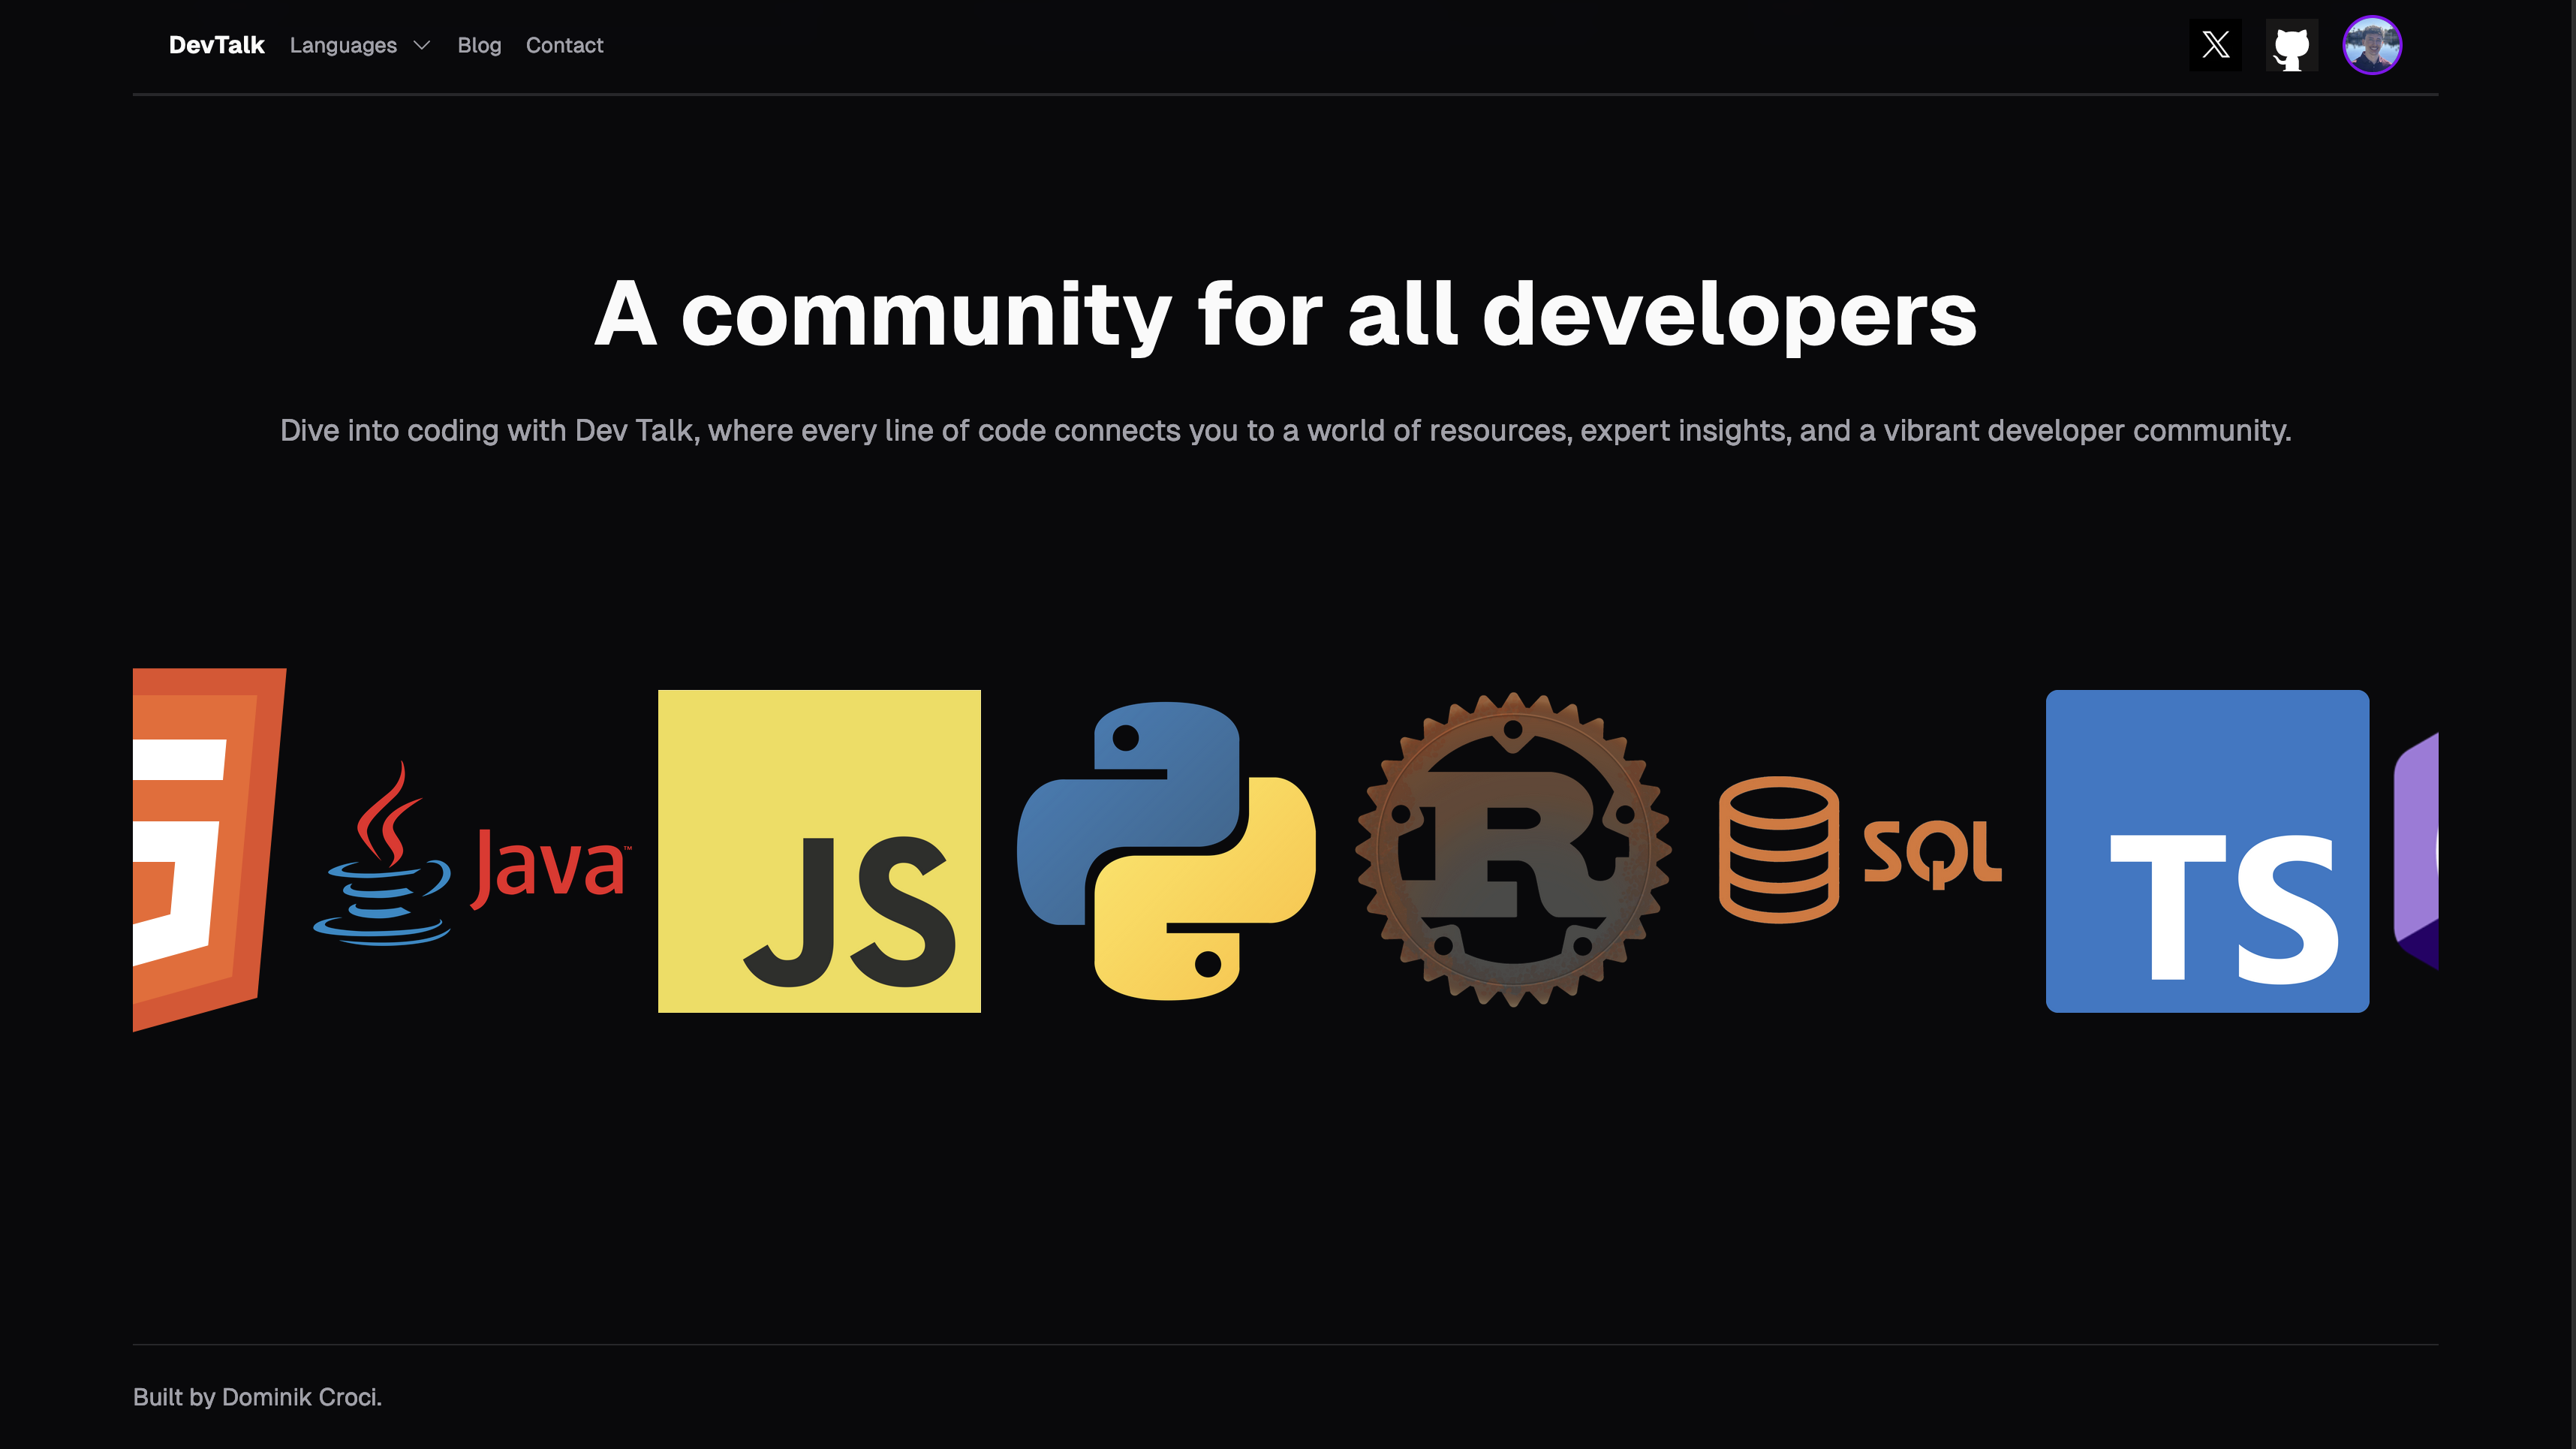 DevTalk Languages Blog Contact
A community for all developers
Dive into coding with Dev Talk, where every line of code connects you to a world of resources, expert insights, and a vibrant developer community.
Java™
JS
R
SQL
TS
Built by Dominik Croci.